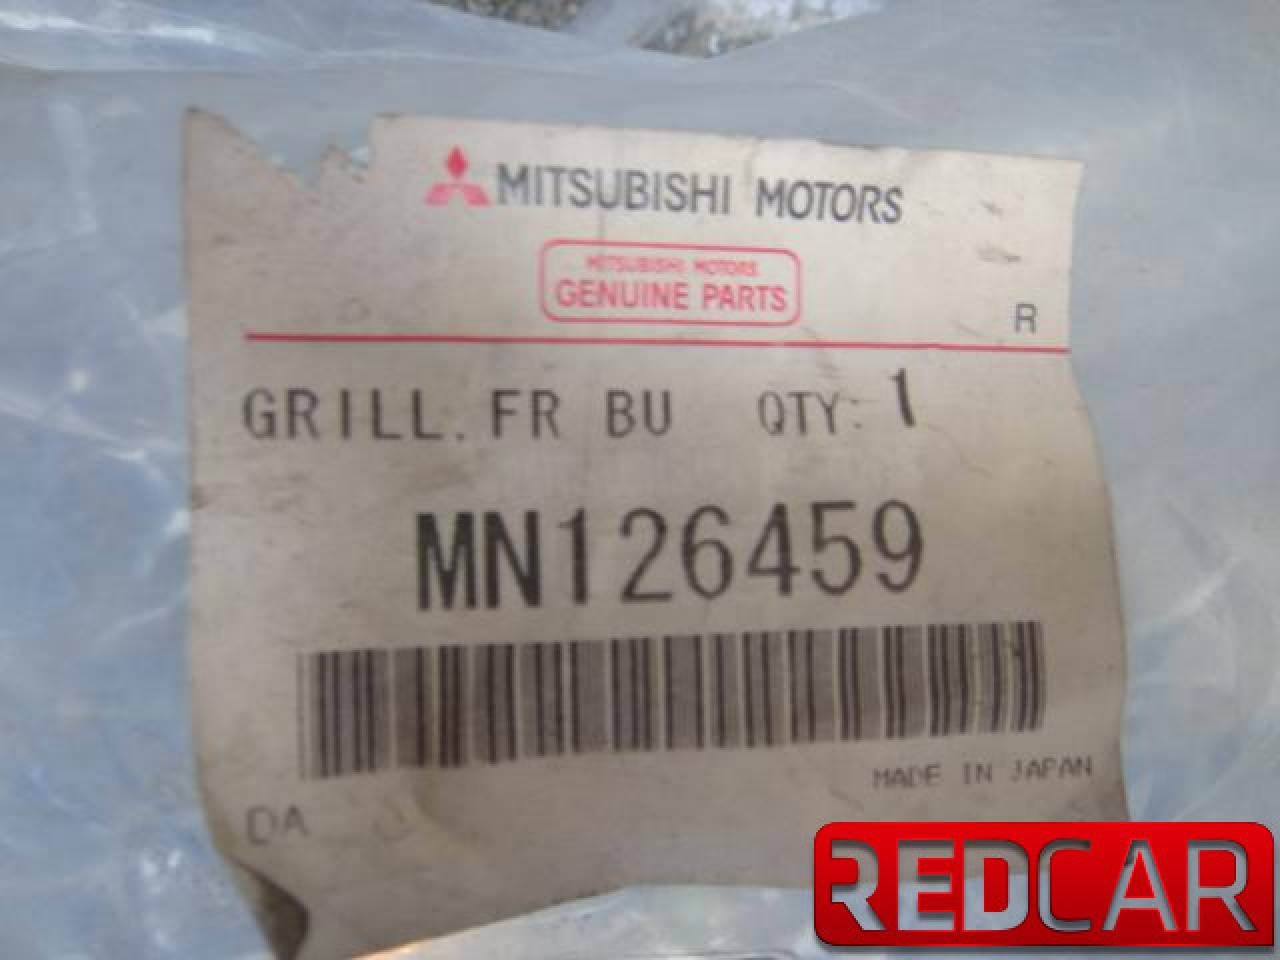 MITSUBISHI MOTORS
MITSUBISHI MOTORS
GENUINE PARTS
R
GRILL.FR BU QTY: 1
MN126459
MADE IN JAPAN
DA
REDCAR